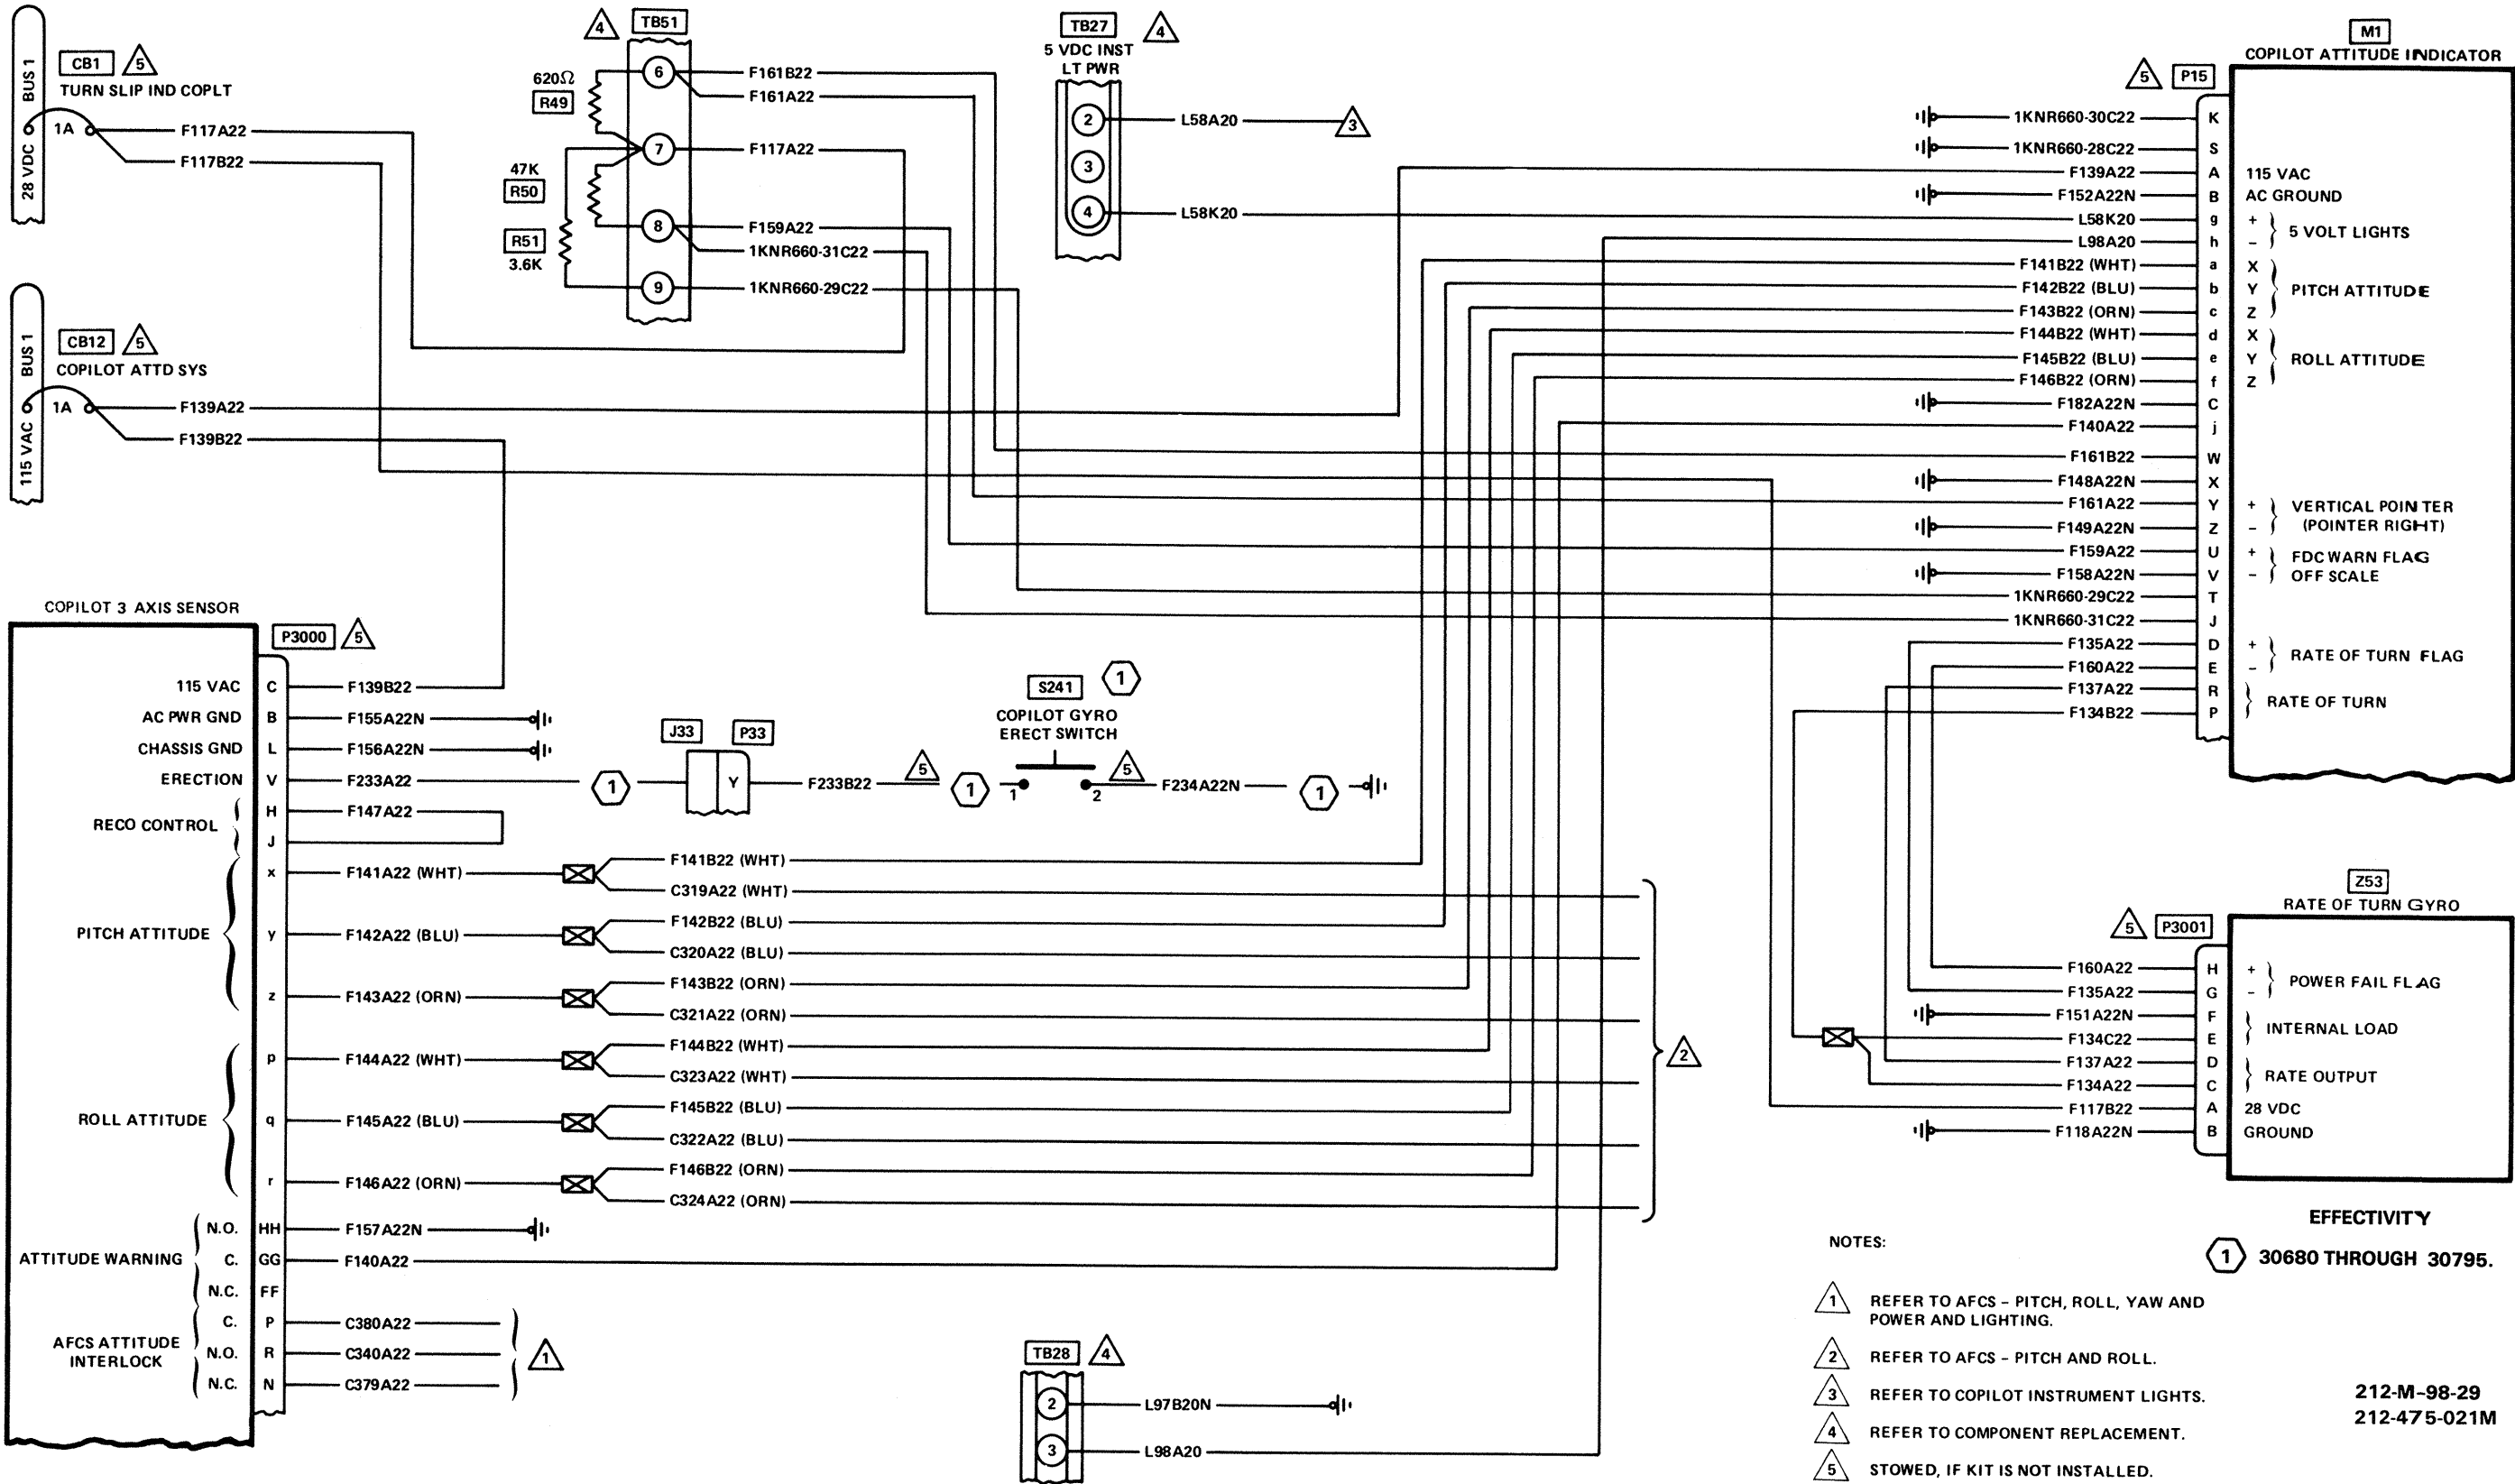 28 VDC BUS 1
CB1 5
TURN SLIP IND COPLT
1A
F117A22
F117B22
115 VAC BUS 1
CB12 5
COPILOT ATTD SYS
1A
F139A22
F139B22
4 TB51
620Ω
R49
47K
R50
R51
3.6K
6
7
8
9
F161B22
F161A22
F117A22
F159A22
1KNR660-31C22
1KNR660-29C22
TB27 4
5 VDC INST
LT PWR
2 L58A20 3
3
4 L58K20
M1
COPILOT ATTITUDE INDICATOR
5 P15
1KNR660-30C22 K
1KNR660-28C22 S
F139A22 A 115 VAC
F152A22N B AC GROUND
L58K20 g +
5 VOLT LIGHTS
L98A20 h –
F141B22 (WHT) a X
F142B22 (BLU) b Y PITCH ATTITUDE
F143B22 (ORN) c Z
F144B22 (WHT) d X
F145B22 (BLU) e Y ROLL ATTITUDE
F146B22 (ORN) f Z
F182A22N C
F140A22 j
F161B22 W
F148A22N X
F161A22 Y + VERTICAL POINTER
F149A22N Z – (POINTER RIGHT)
F159A22 U + FDC WARN FLAG
F158A22N V – OFF SCALE
1KNR660-29C22 T
1KNR660-31C22 J
F135A22 D +
RATE OF TURN FLAG
F160A22 E –
F137A22 R
RATE OF TURN
F134B22 P
COPILOT 3 AXIS SENSOR
P3000 5
115 VAC C F139B22
AC PWR GND B F155A22N
CHASSIS GND L F156A22N
ERECTION V F233A22 1
J33 P33
Y F233B22 5 1
S241 1
COPILOT GYRO
ERECT SWITCH
1 2 5 F234A22N 1
RECO CONTROL
H F147A22
J
PITCH ATTITUDE
x F141A22 (WHT)
F141B22 (WHT)
C319A22 (WHT)
y F142A22 (BLU)
F142B22 (BLU)
C320A22 (BLU)
z F143A22 (ORN)
F143B22 (ORN)
C321A22 (ORN)
ROLL ATTITUDE
p F144A22 (WHT)
F144B22 (WHT)
C323A22 (WHT)
q F145A22 (BLU)
F145B22 (BLU)
C322A22 (BLU)
r F146A22 (ORN)
F146B22 (ORN)
C324A22 (ORN)
2
ATTITUDE WARNING
N.O. HH F157A22N
C. GG F140A22
N.C. FF
AFCS ATTITUDE
INTERLOCK
C. P C380A22
N.O. R C340A22
N.C. N C379A22
1
TB28 4
2 L97B20N
3 L98A20
Z53
RATE OF TURN GYRO
5 P3001
F160A22 H +
POWER FAIL FLAG
F135A22 G –
F151A22N F
INTERNAL LOAD
F134C22 E
F137A22 D
RATE OUTPUT
F134A22 C
F117B22 A 28 VDC
F118A22N B GROUND
EFFECTIVITY
1 30680 THROUGH 30795.
NOTES:
1 REFER TO AFCS – PITCH, ROLL, YAW AND
POWER AND LIGHTING.
2 REFER TO AFCS – PITCH AND ROLL.
3 REFER TO COPILOT INSTRUMENT LIGHTS.
4 REFER TO COMPONENT REPLACEMENT.
5 STOWED, IF KIT IS NOT INSTALLED.
212-M-98-29
212-475-021M